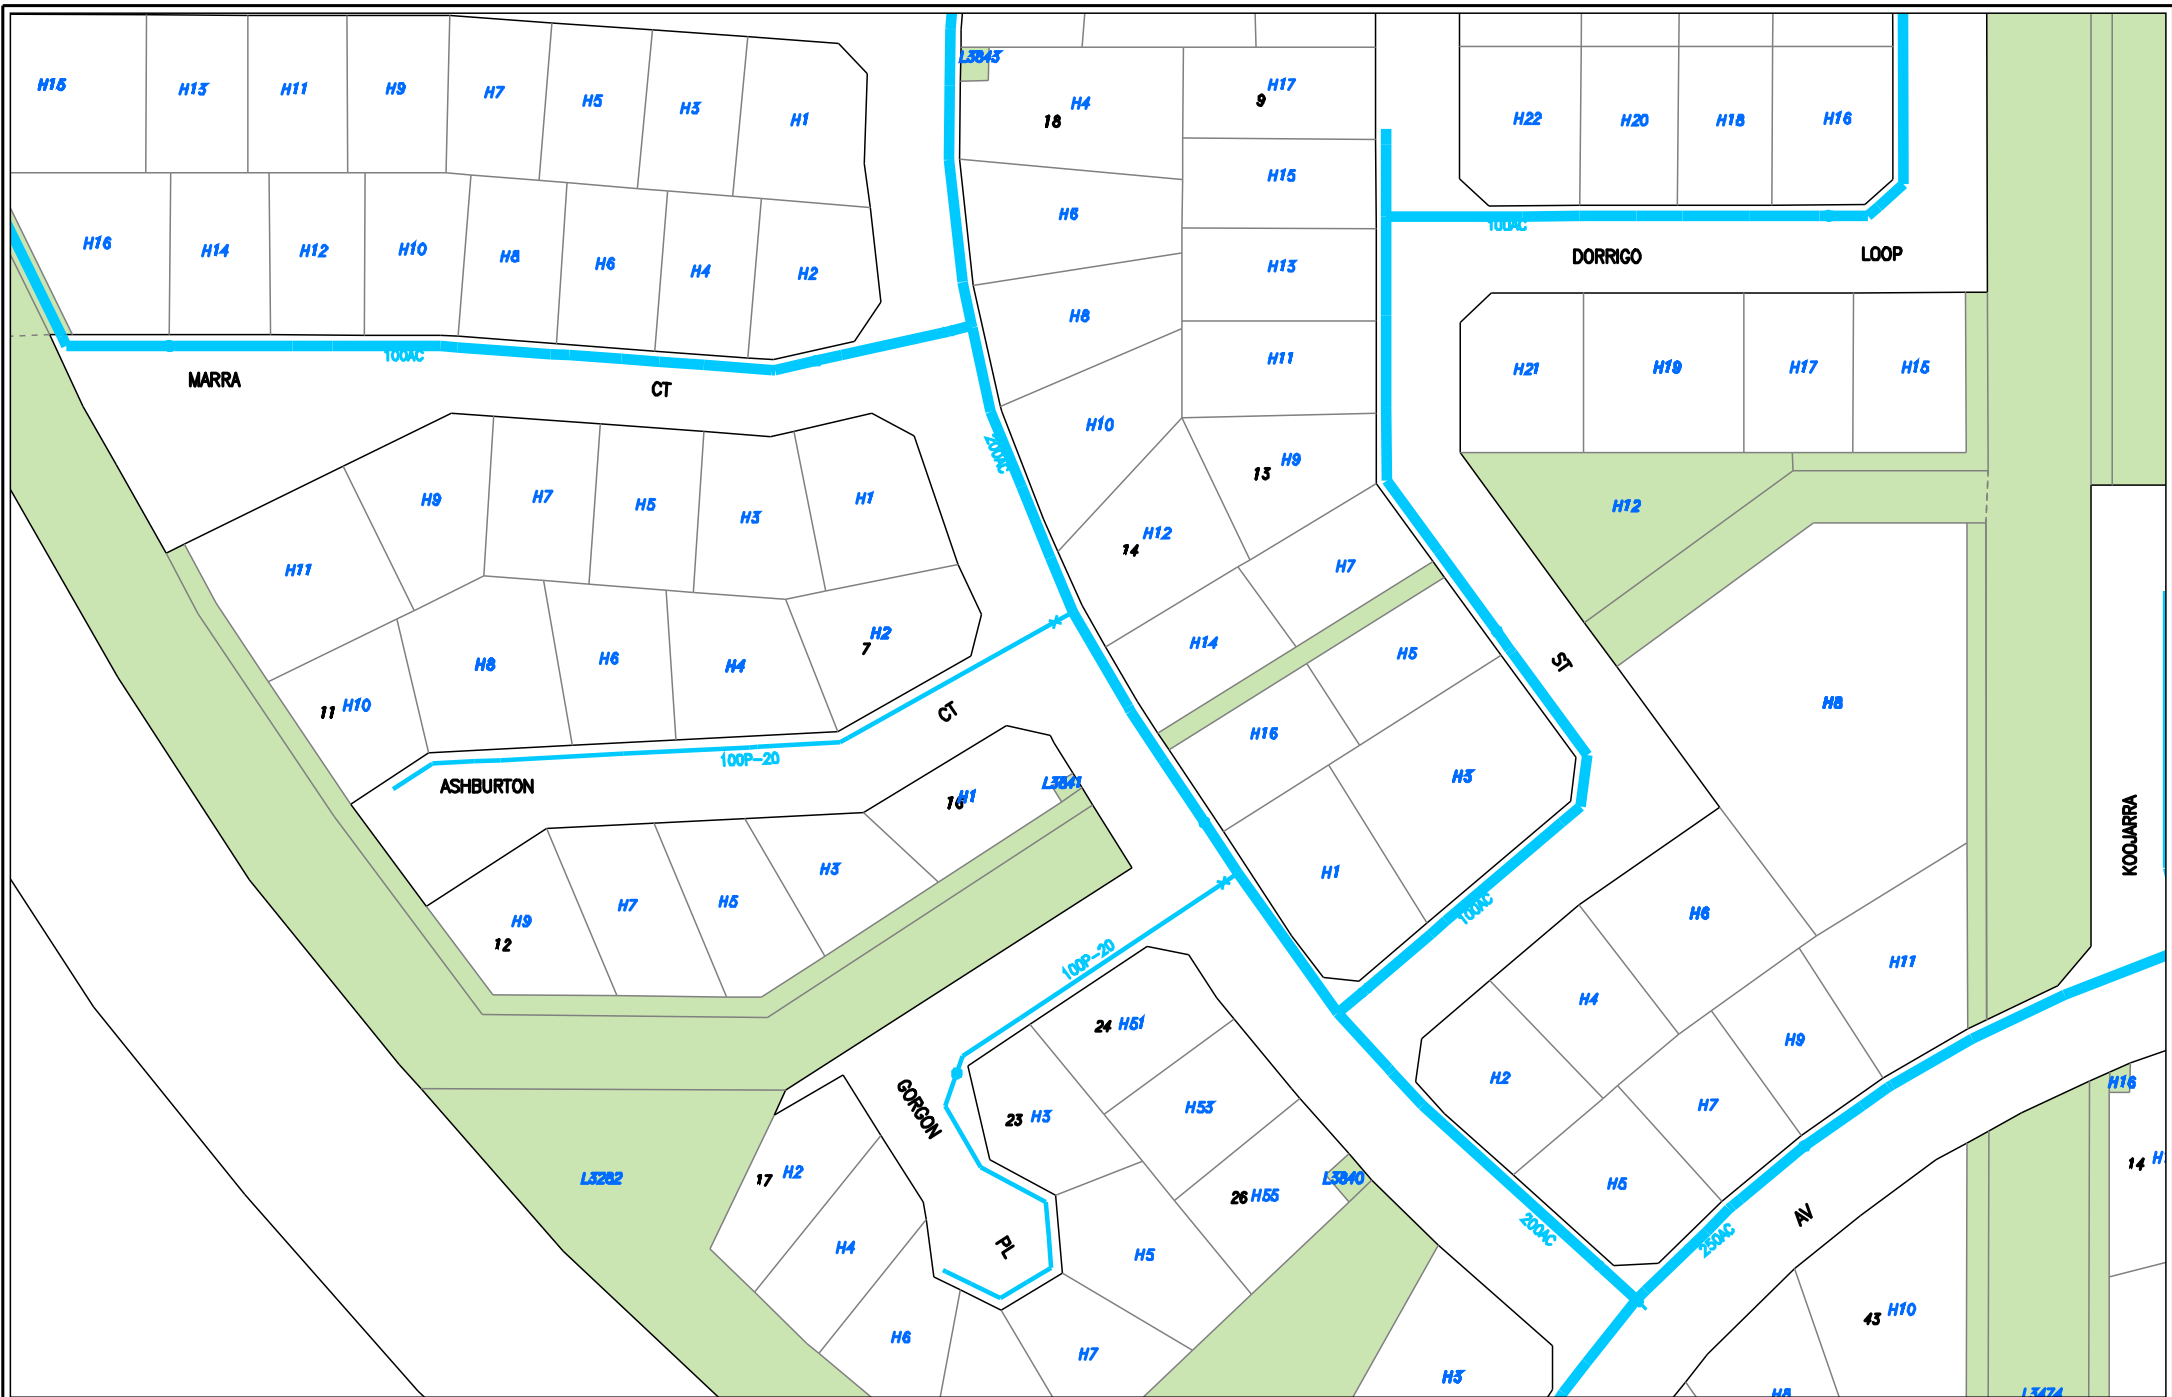 L3843
H15 H13 H11 H9 H7 H5 H3 H1
H4
18
H17
9
H22 H20 H18 H16
H15
H6
100AC
H16 H14 H12 H10 H8 H6 H4 H2
H13
DORRIGO LOOP
H8
100AC
H11
MARRA CT
H21 H19 H17 H15
H10
200AC
H9
13
H11 H9 H7 H5 H3 H1
H12
14
H12
H7
H2
7
H14
H5
ST
H8 H6 H4
H8
11 H10
CT
H16
100P-20
ASHBURTON
H3
L3841
16 H1
KOOJARRA
H3
H1
H9
12
H7 H5
100AC
H6
100P-20
H11
H4
24 H51
H9
H2
H16
GORGON
23 H3
H53
H7
17 H2
L3282
L3840
26 H55
H5
14 H
AV
200AC
250AC
H4
PL
H5
H6
H7
43 H10
H3
H8
L3474